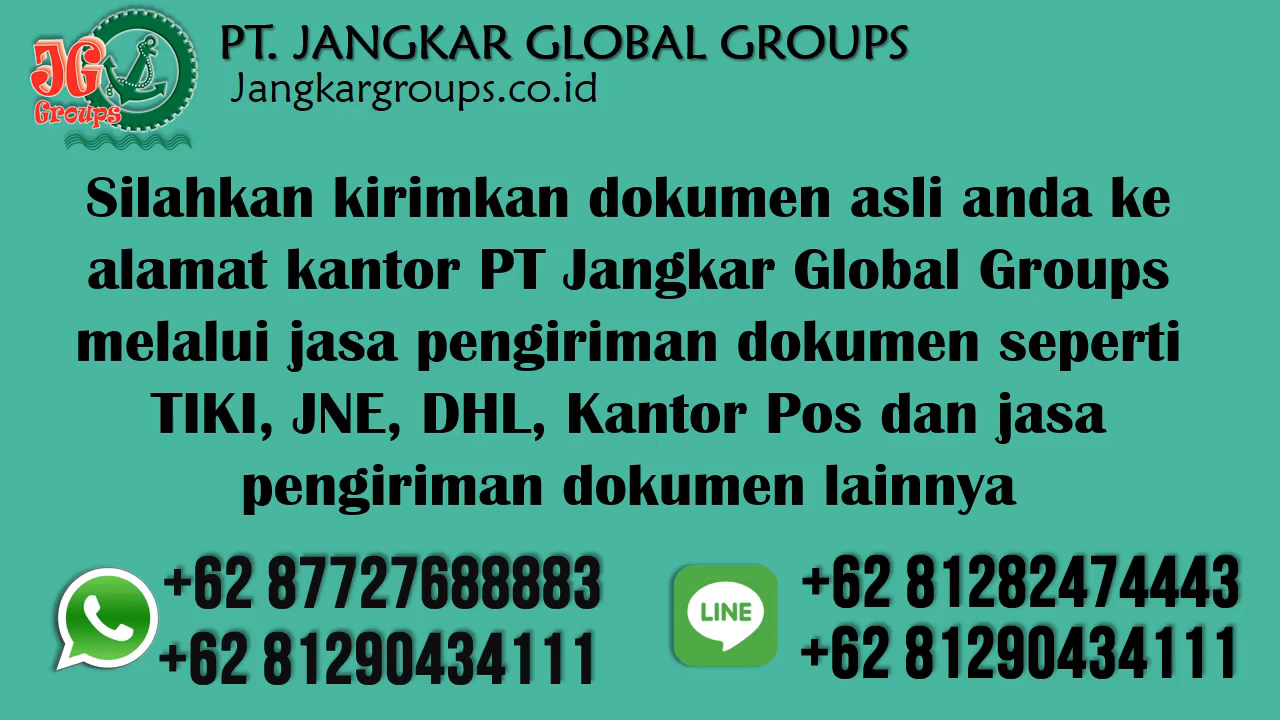 JG
Groups
PT. JANGKAR GLOBAL GROUPS
Jangkargroups.co.id
Silahkan kirimkan dokumen asli anda ke
alamat kantor PT Jangkar Global Groups
melalui jasa pengiriman dokumen seperti
TIKI, JNE, DHL, Kantor Pos dan jasa
pengiriman dokumen lainnya
+62 87727688883
+62 81290434111
LINE
+62 81282474443
+62 81290434111